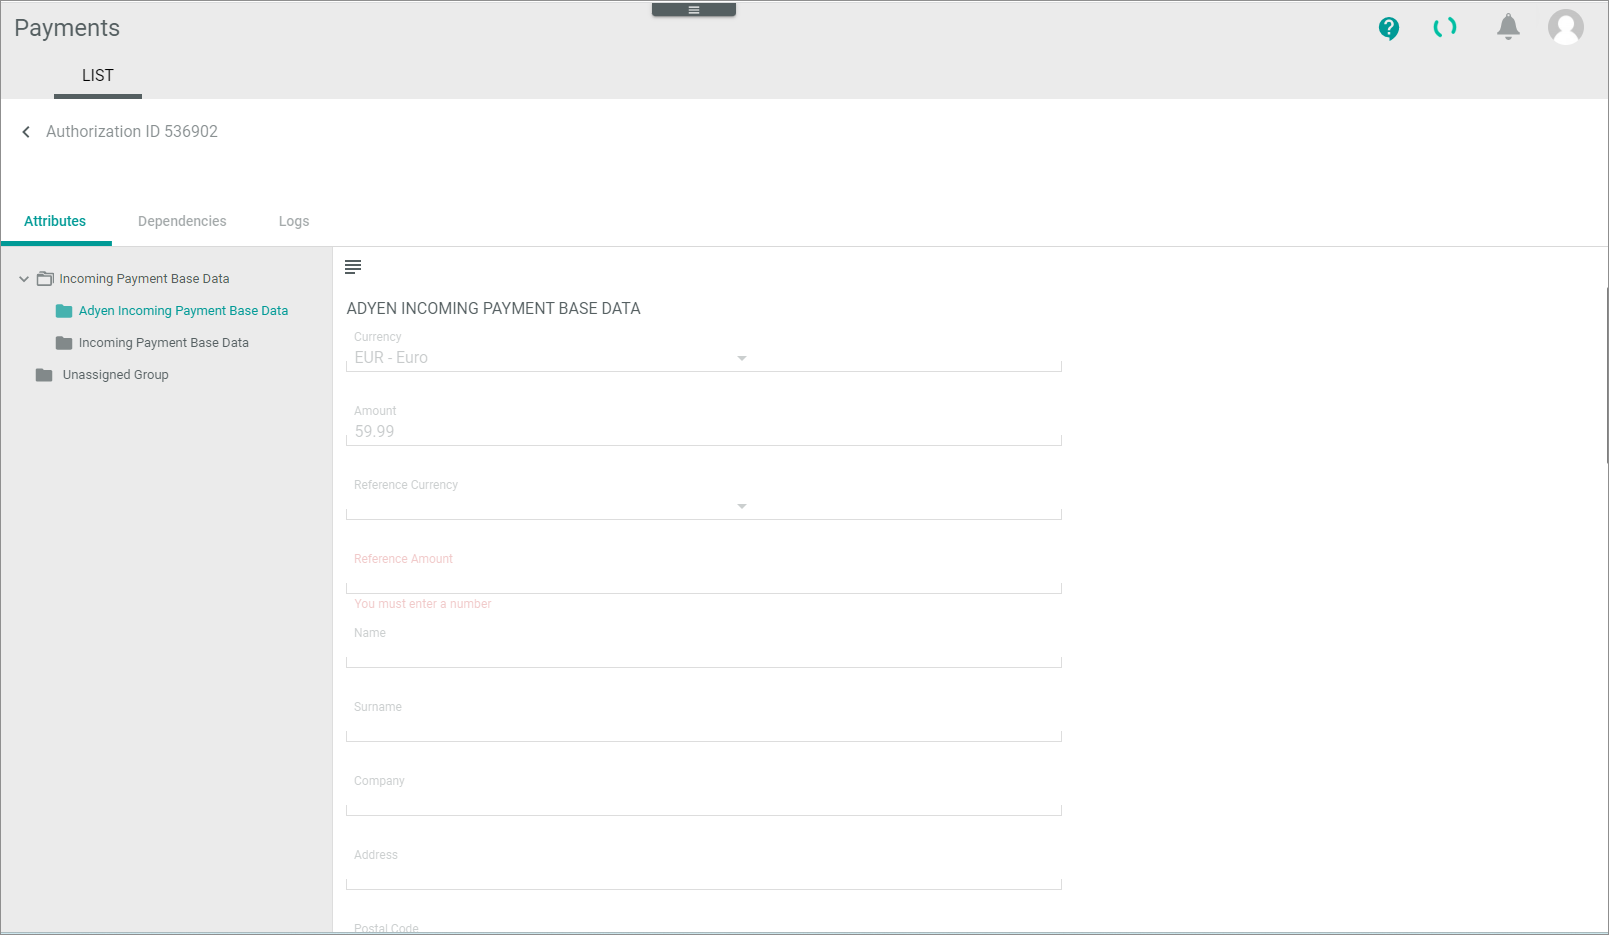 Payments
LIST
Authorization ID 536902
Attributes
Dependencies
Logs
Incoming Payment Base Data
Adyen Incoming Payment Base Data
Incoming Payment Base Data
Unassigned Group
ADYEN INCOMING PAYMENT BASE DATA
Currency
EUR - Euro
Amount
59.99
Reference Currency
Reference Amount
You must enter a number
Name
Surname
Company
Address
Postal Code